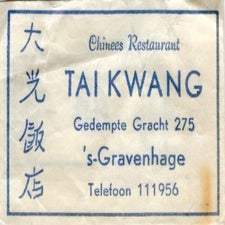 大光飯店
Chinees Restaurant
TAI KWANG
Gedempte Gracht 275
's-Gravenhage
Telefoon 111956